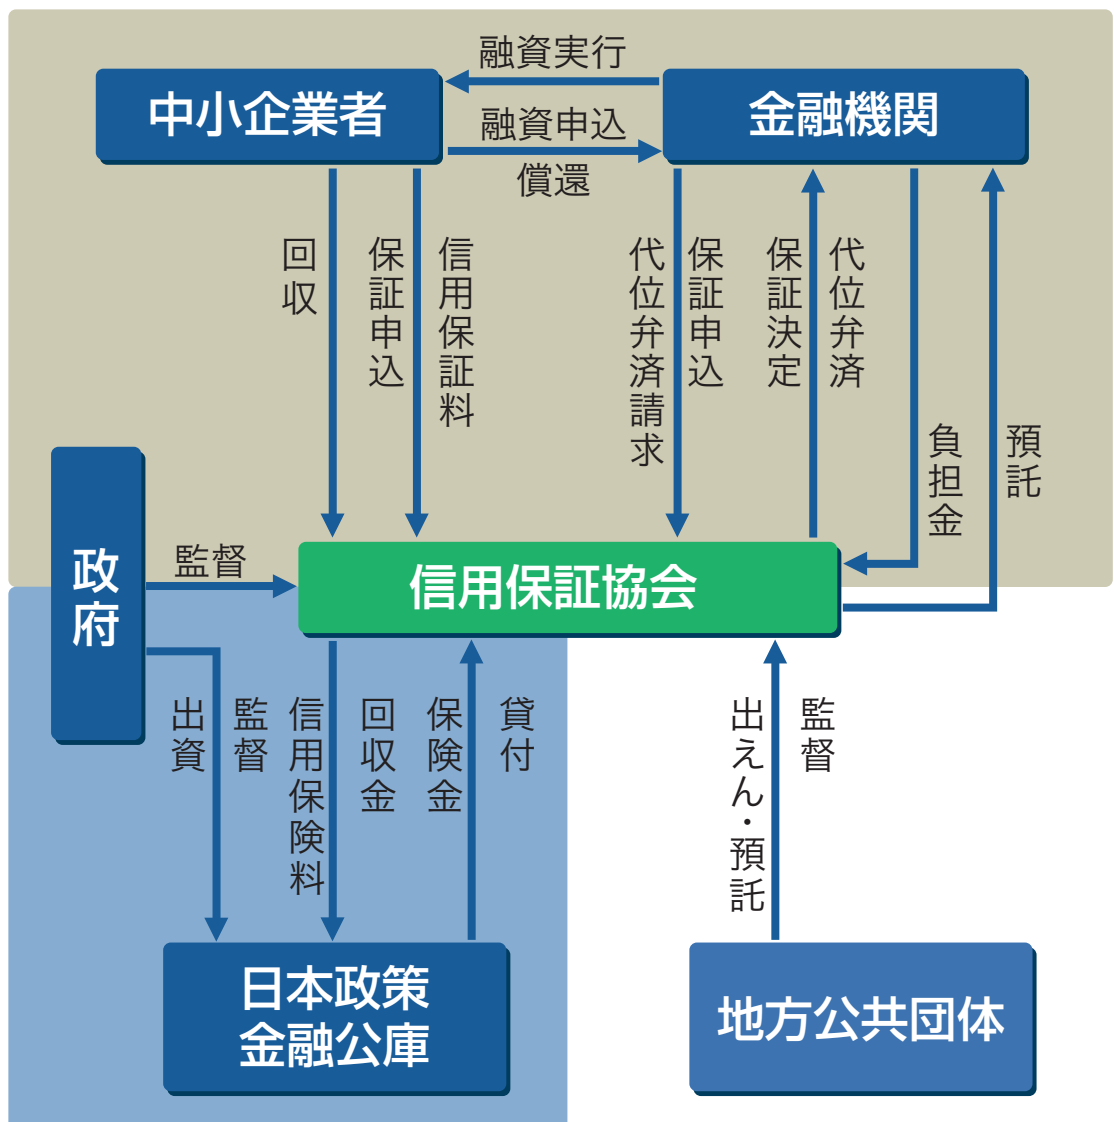 融資実行
中小企業者
金融機関
融資申込
償還
回収
保証申込
信用保証料
代位弁済請求
保証申込
保証決定
代位弁済
負担金
預託
政府
監督
信用保証協会
出資
監督
信用保険料
回収金
保険金
貸付
出えん・預託
監督
日本政策
金融公庫
地方公共団体